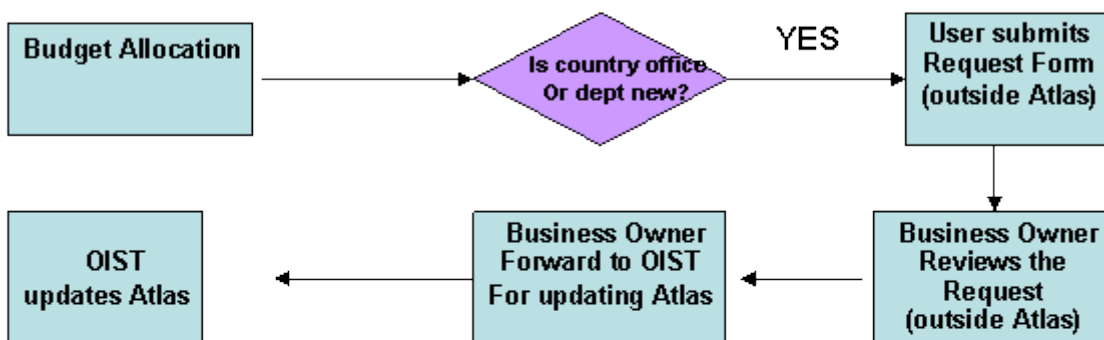 Budget Allocation
Is country office
Or dept new?
YES
User submits
Request Form
(outside Atlas)
OIST
updates Atlas
Business Owner
Forward to OIST
For updating Atlas
Business Owner
Reviews the
Request
(outside Atlas)